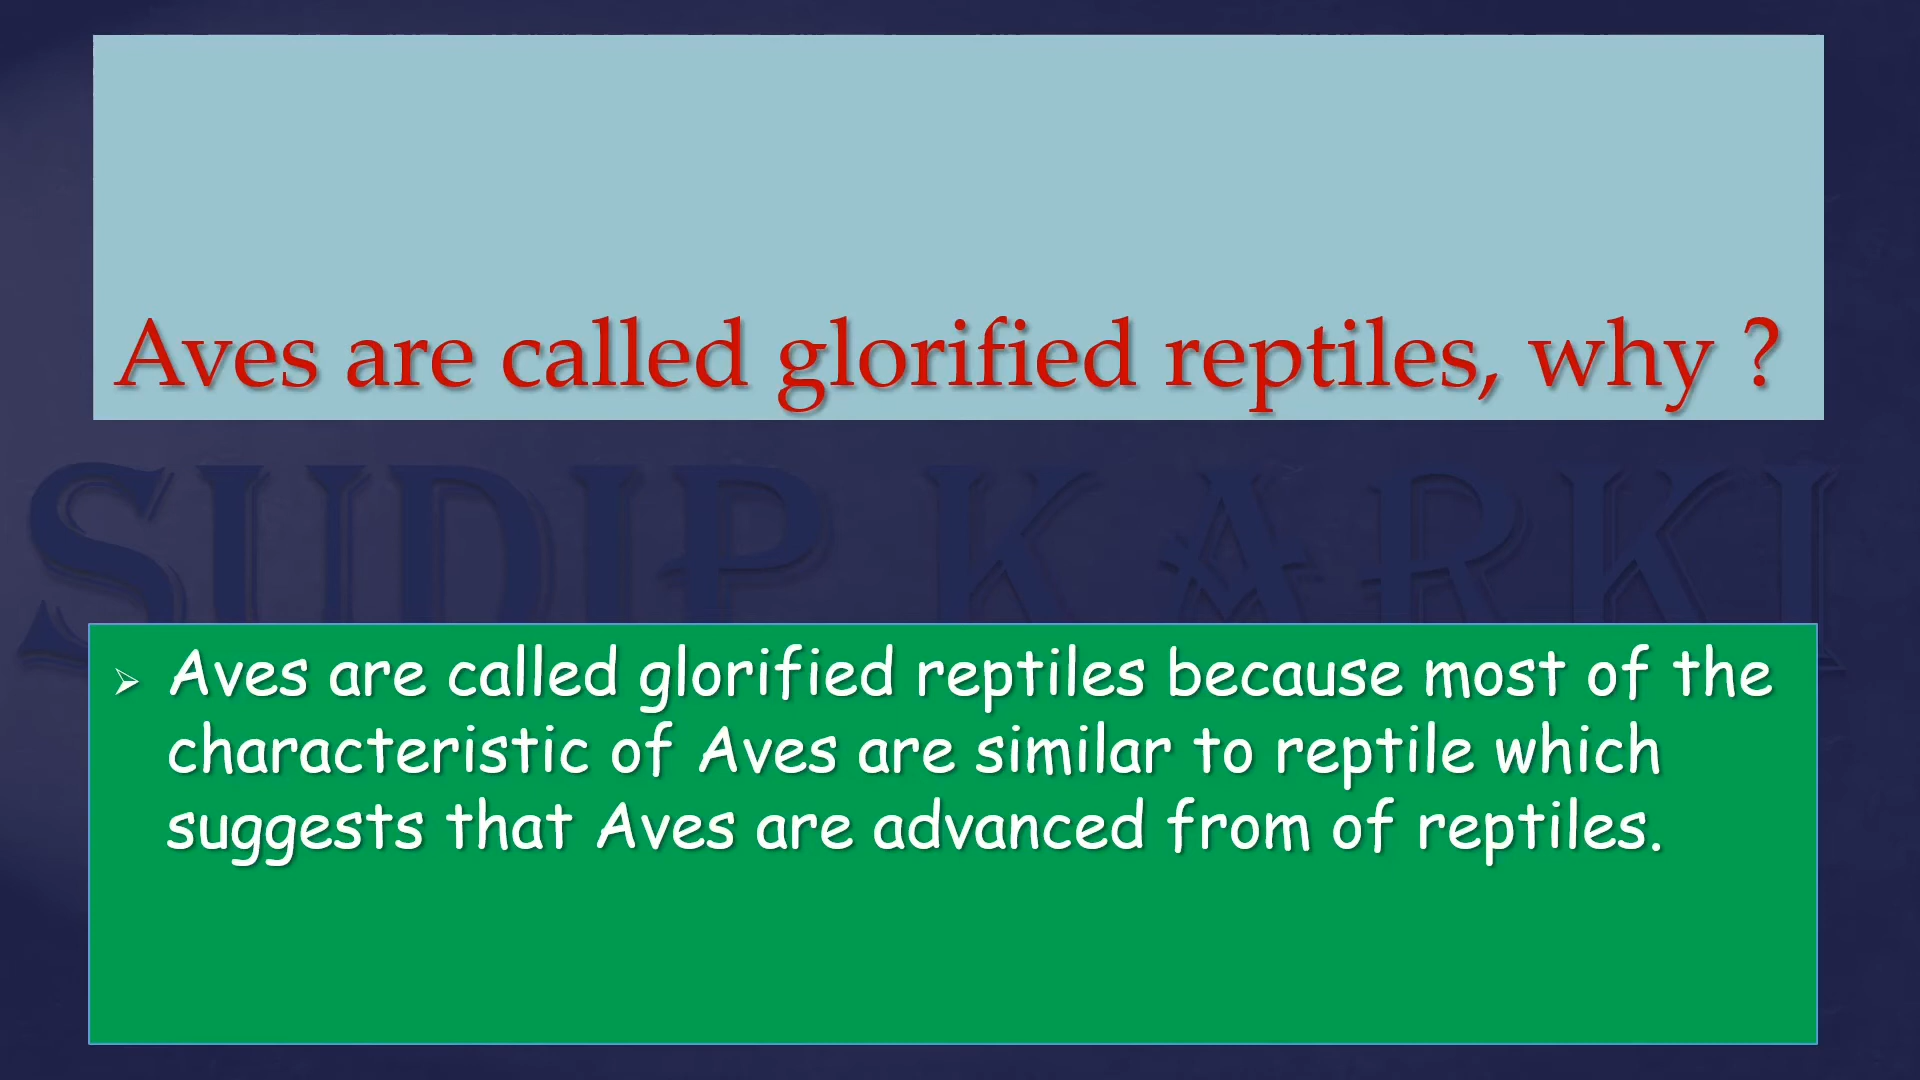 Aves are called glorified reptiles, why ?
SUDIP KARKI
Aves are called glorified reptiles because most of the
characteristic of Aves are similar to reptile which
suggests that Aves are advanced from of reptiles.